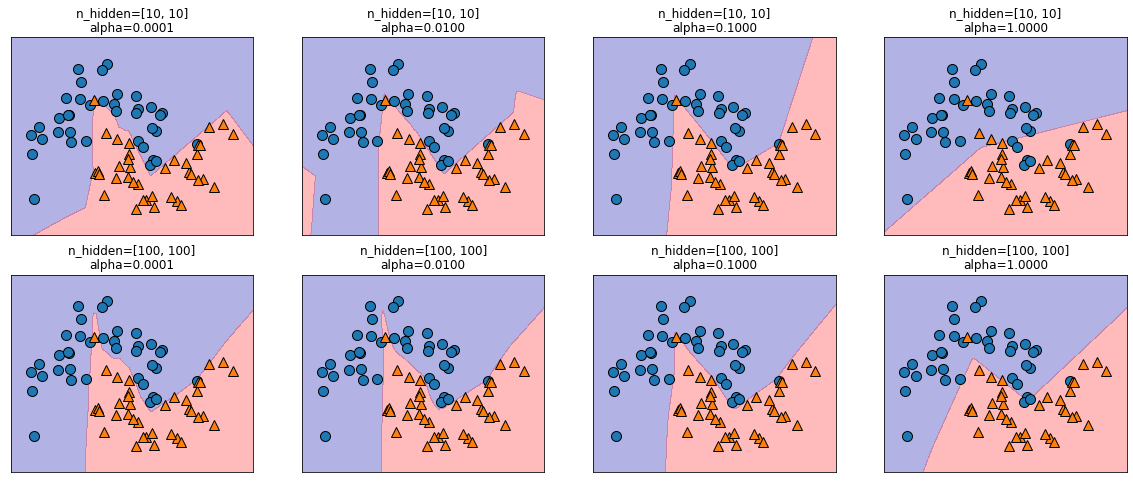 n_hidden=[10, 10]
alpha=0.0001
n_hidden=[10, 10]
alpha=0.0100
n_hidden=[10, 10]
alpha=0.1000
n_hidden=[10, 10]
alpha=1.0000
n_hidden=[100, 100]
alpha=0.0001
n_hidden=[100, 100]
alpha=0.0100
n_hidden=[100, 100]
alpha=0.1000
n_hidden=[100, 100]
alpha=1.0000